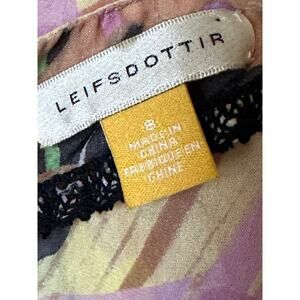 LEIFSDOTTIR
8
MADE IN
CHINA
FABRIQUE EN
CHINE